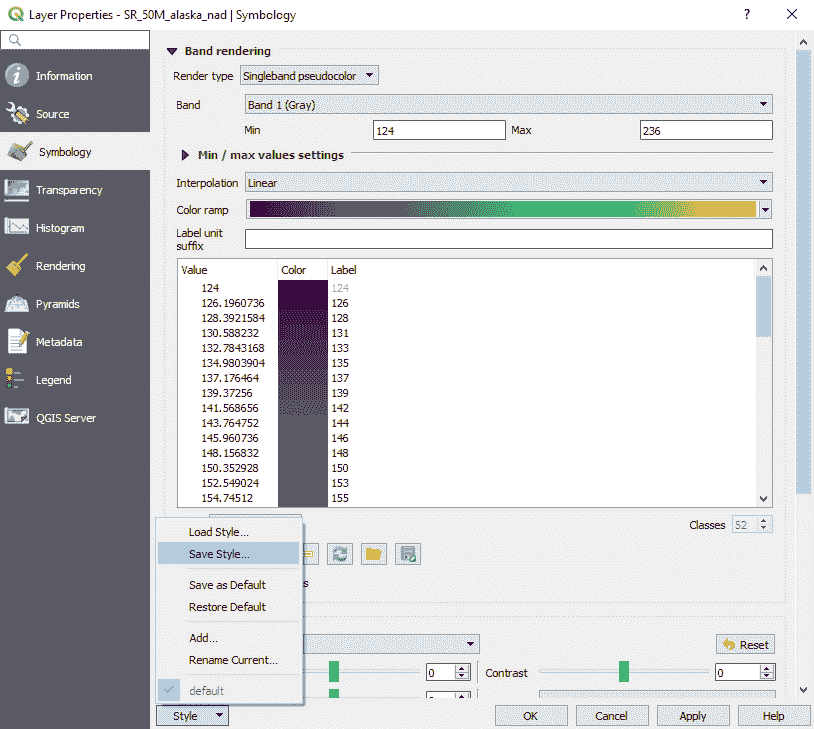 Layer Properties - SR_50M_alaska_nad | Symbology
?
Information
Source
Symbology
Transparency
Histogram
Rendering
Pyramids
Metadata
Legend
QGIS Server
Band rendering
Render type Singleband pseudocolor
Band Band 1 (Gray)
Min 124 Max 236
Min / max values settings
Interpolation Linear
Color ramp
Label unit
suffix
Value Color Label
124 124
126.1960736 126
128.3921584 128
130.588232 131
132.7843168 133
134.9803904 135
137.176464 137
139.37256 139
141.568656 142
143.764752 144
145.960736 146
148.156832 148
150.352928 150
152.549024 153
154.74512 155
Classes 52
s
Load Style...
Save Style...
Save as Default
Restore Default
Add...
Rename Current...
default
Reset
0 Contrast 0
Style OK Cancel Apply Help